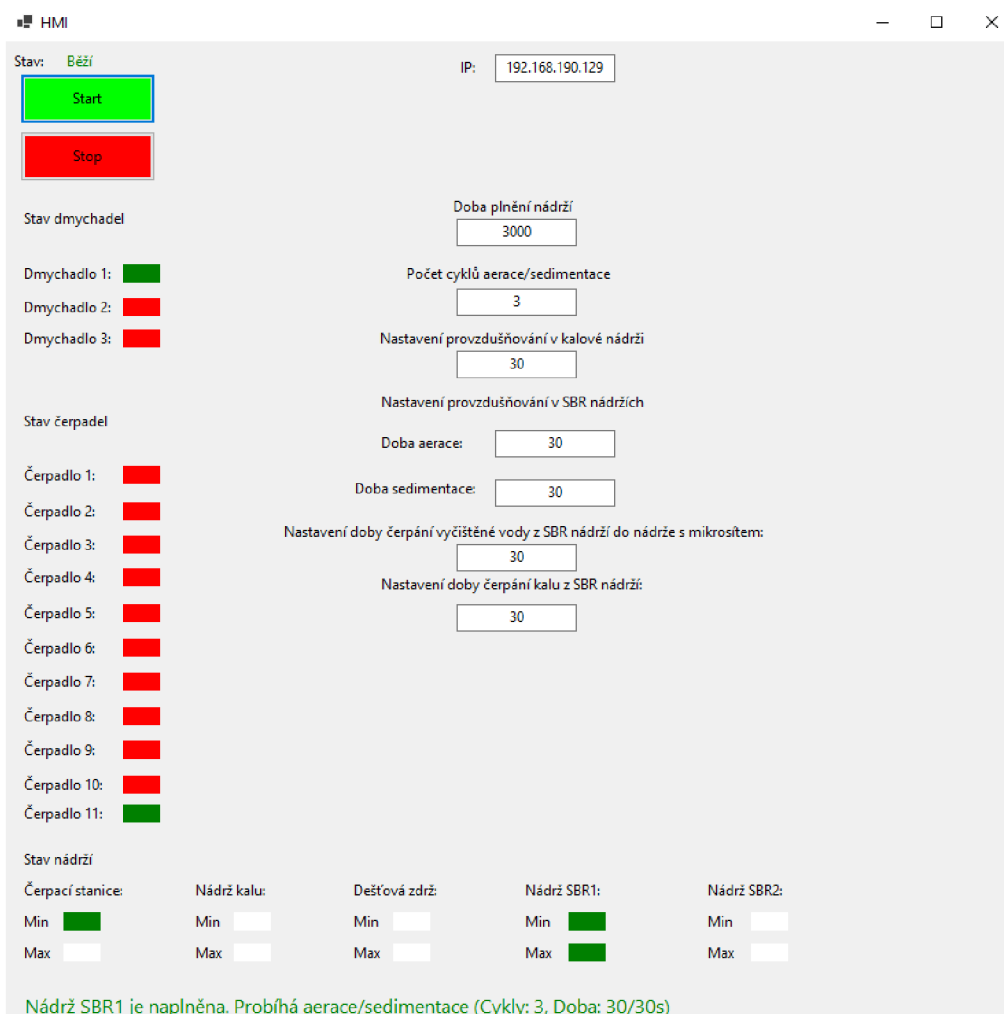 HMI
Stav: Běží
IP: 192.168.190.129
Start
Stop
Stav dmychadel
Dmychadlo 1:
Dmychadlo 2:
Dmychadlo 3:
Doba plnění nádrží
3000
Počet cyklů aerace/sedimentace
3
Nastavení provzdušňování v kalové nádrži
30
Nastavení provzdušňování v SBR nádržích
Doba aerace: 30
Doba sedimentace: 30
Nastavení doby čerpání vyčištěné vody z SBR nádrží do nádrže s mikrosítem:
30
Nastavení doby čerpání kalu z SBR nádrží:
30
Stav čerpadel
Čerpadlo 1:
Čerpadlo 2:
Čerpadlo 3:
Čerpadlo 4:
Čerpadlo 5:
Čerpadlo 6:
Čerpadlo 7:
Čerpadlo 8:
Čerpadlo 9:
Čerpadlo 10:
Čerpadlo 11:
Stav nádrží
Čerpací stanice: Nádrž kalu: Dešťová zdrž: Nádrž SBR1: Nádrž SBR2:
Min Min Min Min Min
Max Max Max Max Max
Nádrž SBR1 je naplněna. Probíhá aerace/sedimentace (Cykly: 3, Doba: 30/30s)